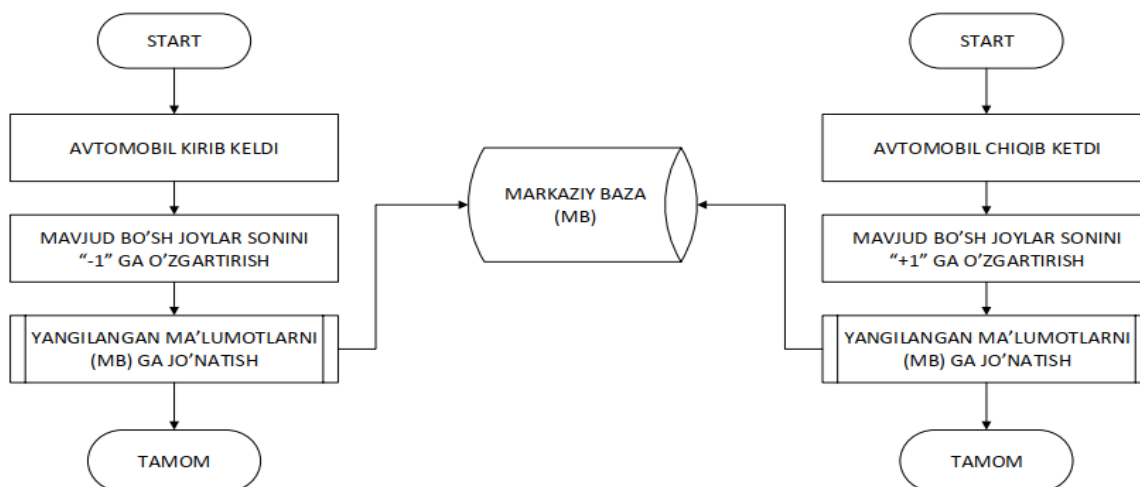 START
AVTOMOBIL KIRIB KELDI
MAVJUD BO’SH JOYLAR SONINI
“-1” GA O’ZGARTIRISH
YANGILANGAN MA’LUMOTLARNI
(MB) GA JO’NATISH
TAMOM
MARKAZIY BAZA
(MB)
START
AVTOMOBIL CHIQIB KETDI
MAVJUD BO’SH JOYLAR SONINI
“+1” GA O’ZGARTIRISH
YANGILANGAN MA’LUMOTLARNI
(MB) GA JO’NATISH
TAMOM